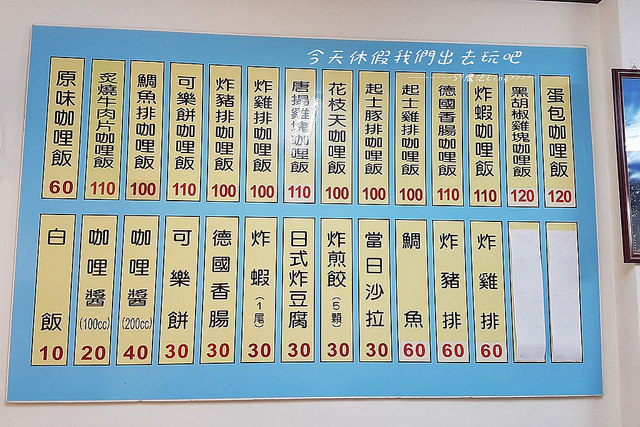 今天休假我們出去玩吧
原味咖哩飯 60
炙燒牛肉片咖哩飯 110
鯛魚排咖哩飯 100
可樂餅咖哩飯 110
炸豬排咖哩飯 100
炸雞排咖哩飯 100
唐揚雞塊咖哩飯 110
花枝天咖哩飯 100
起士豚排咖哩飯 100
起士雞排咖哩飯 100
德國香腸咖哩飯 110
炸蝦咖哩飯 110
黑胡椒雞塊咖哩飯 120
蛋包咖哩飯 120
白飯 10
咖哩醬(100cc) 20
咖哩醬(200cc) 40
可樂餅 30
德國香腸 30
炸蝦(1尾) 30
日式炸豆腐 30
炸煎餃(5顆) 30
當日沙拉 30
鯛魚 60
炸豬排 60
炸雞排 60